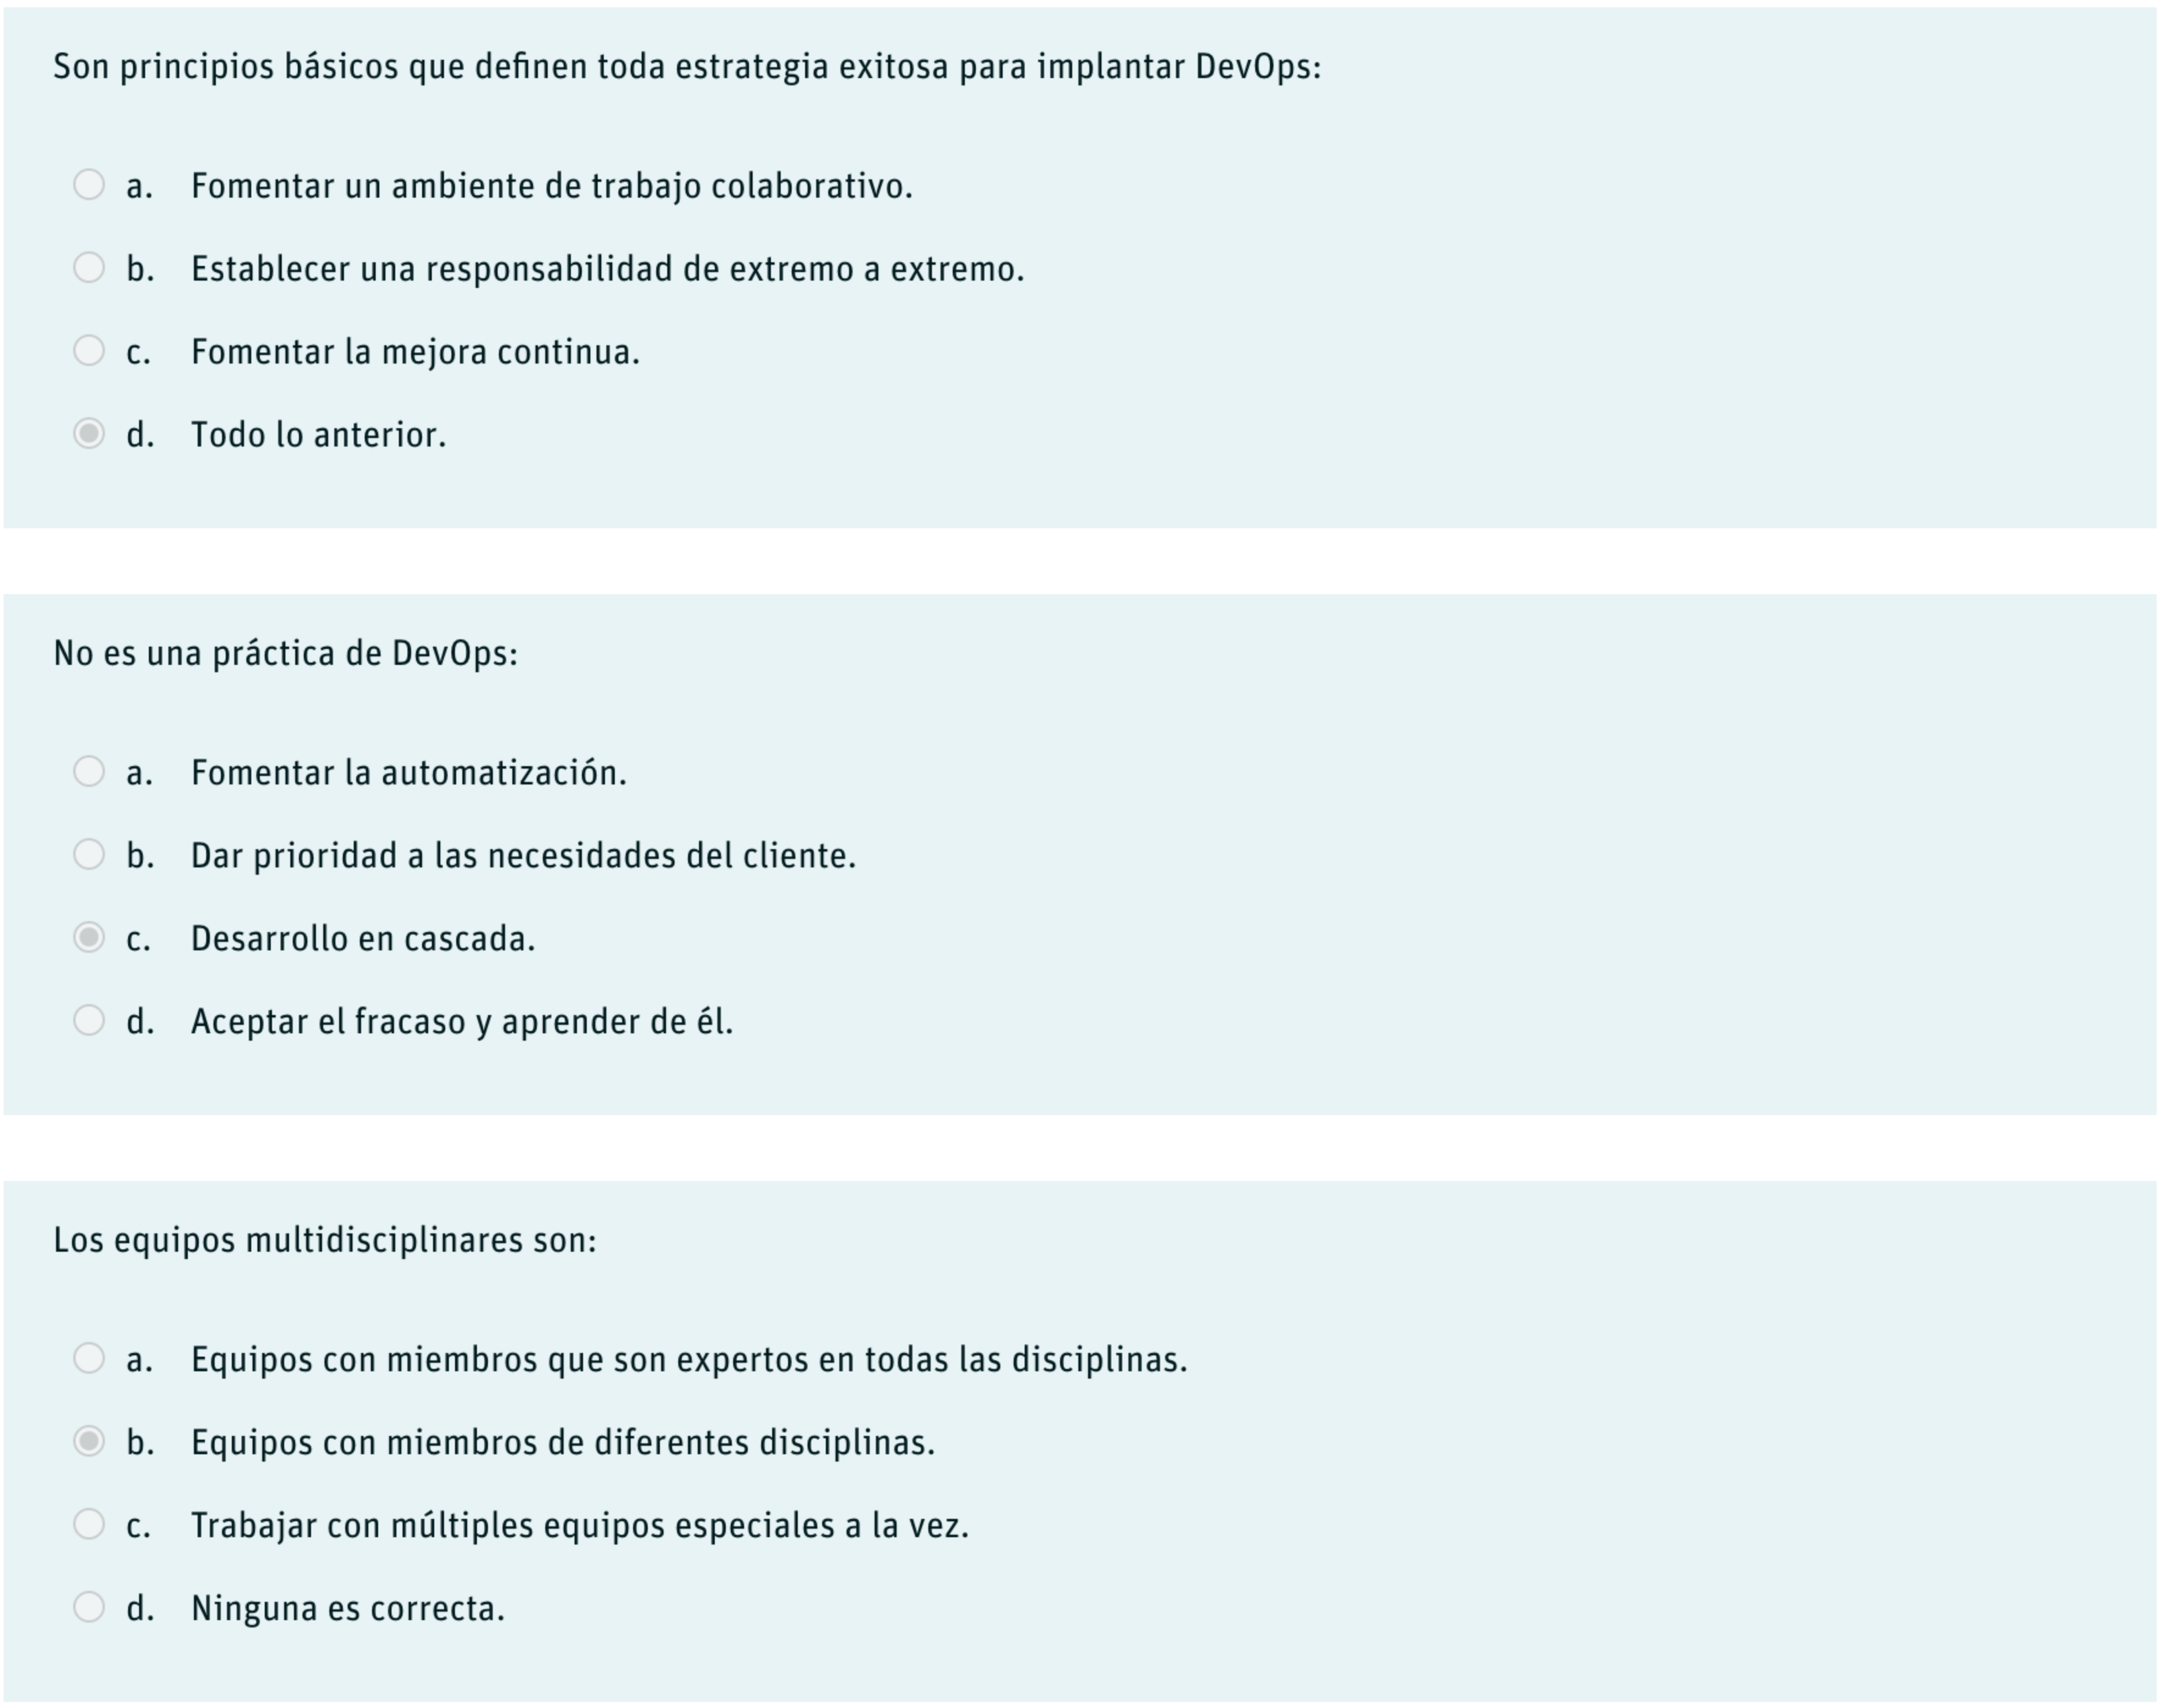 Son principios básicos que definen toda estrategia exitosa para implantar DevOps:
a. Fomentar un ambiente de trabajo colaborativo.
b. Establecer una responsabilidad de extremo a extremo.
c. Fomentar la mejora continua.
d. Todo lo anterior.
No es una práctica de DevOps:
a. Fomentar la automatización.
b. Dar prioridad a las necesidades del cliente.
c. Desarrollo en cascada.
d. Aceptar el fracaso y aprender de él.
Los equipos multidisciplinares son:
a. Equipos con miembros que son expertos en todas las disciplinas.
b. Equipos con miembros de diferentes disciplinas.
c. Trabajar con múltiples equipos especiales a la vez.
d. Ninguna es correcta.